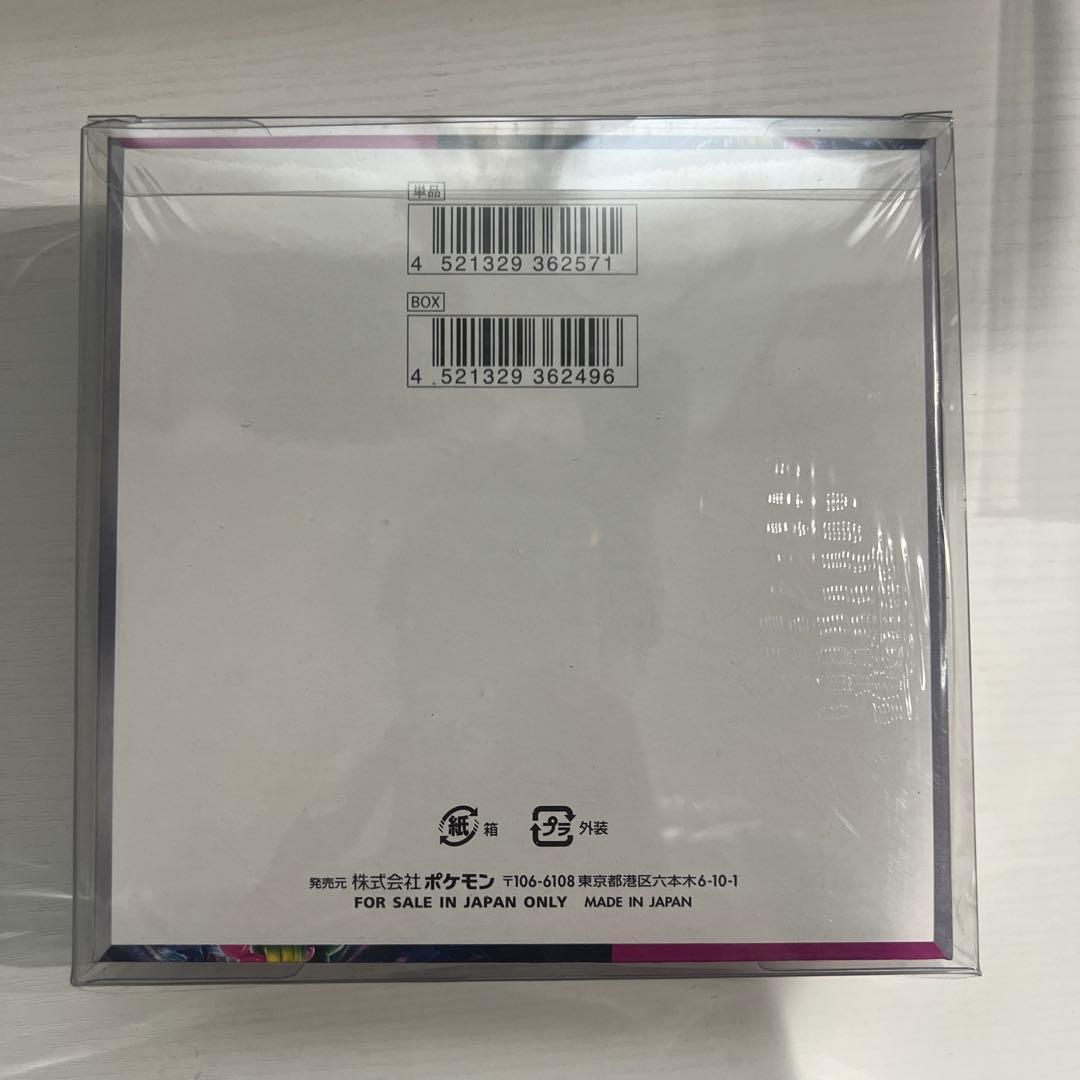 単品
4 521329 362571
BOX
4 521329 362496
紙 箱 プラ 外装
発売元 株式会社 ポケモン 〒106-6108 東京都港区六本木6-10-1
FOR SALE IN JAPAN ONLY MADE IN JAPAN